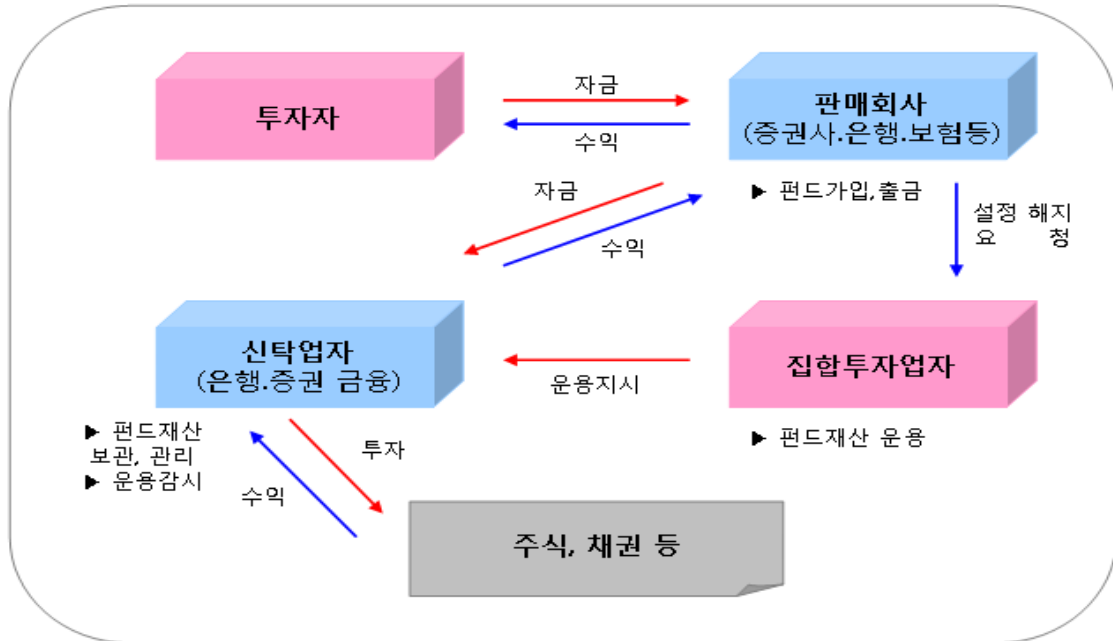 투자자
자금
수익
판매회사
(증권사.은행.보험등)
▶ 펀드가입,출금
자금
수익
설정 해지
요 청
신탁업자
(은행.증권 금융)
운용지시
집합투자업자
▶ 펀드재산 운용
▶ 펀드재산
보관, 관리
▶ 운용감시
투자
수익
주식, 채권 등